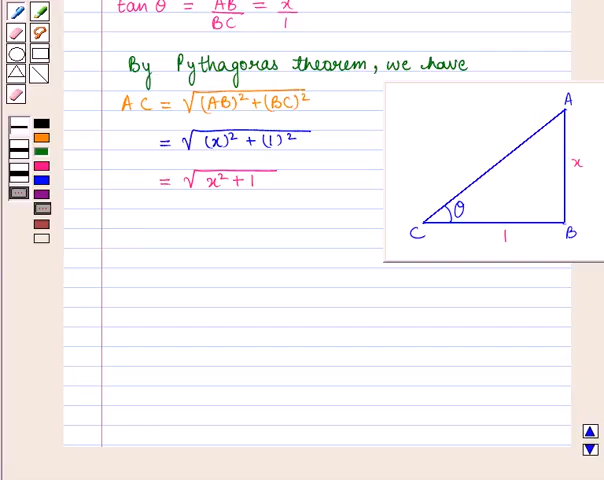 tan θ = AB/BC = x/1
By Pythagoras theorem, we have
AC = √(AB)² + (BC)²
= √(x)² + (1)²
= √x² + 1
A
x
θ
C
1
B